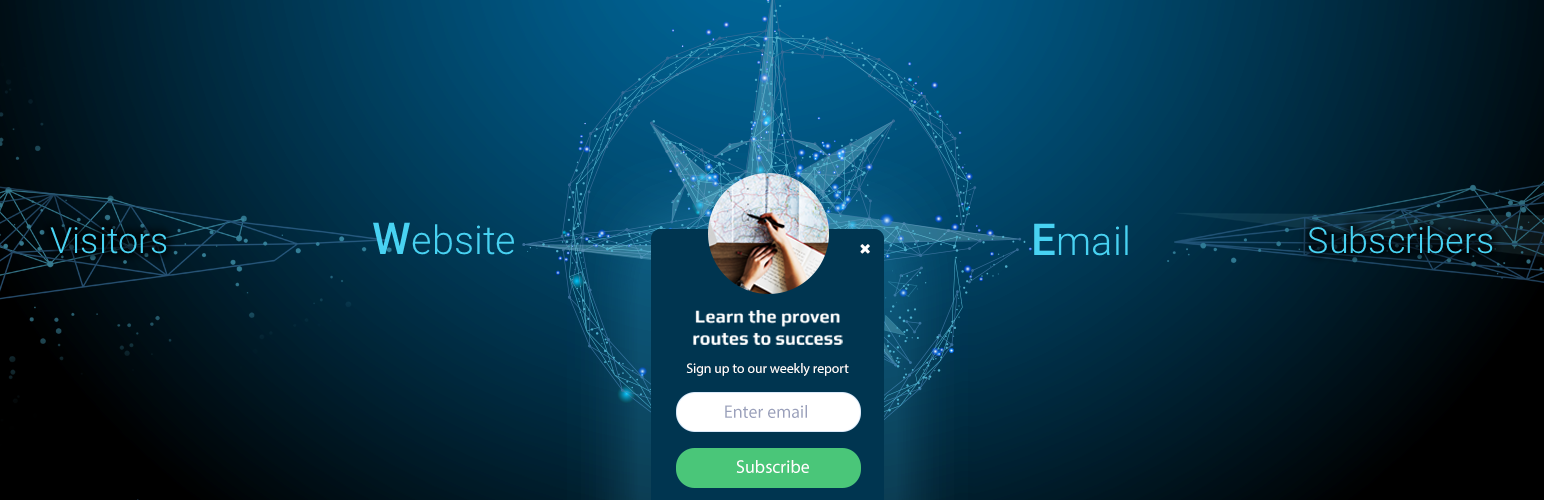 Visitors
Website
Email
Subscribers
Learn the proven
routes to success
Sign up to our weekly report
Enter email
Subscribe